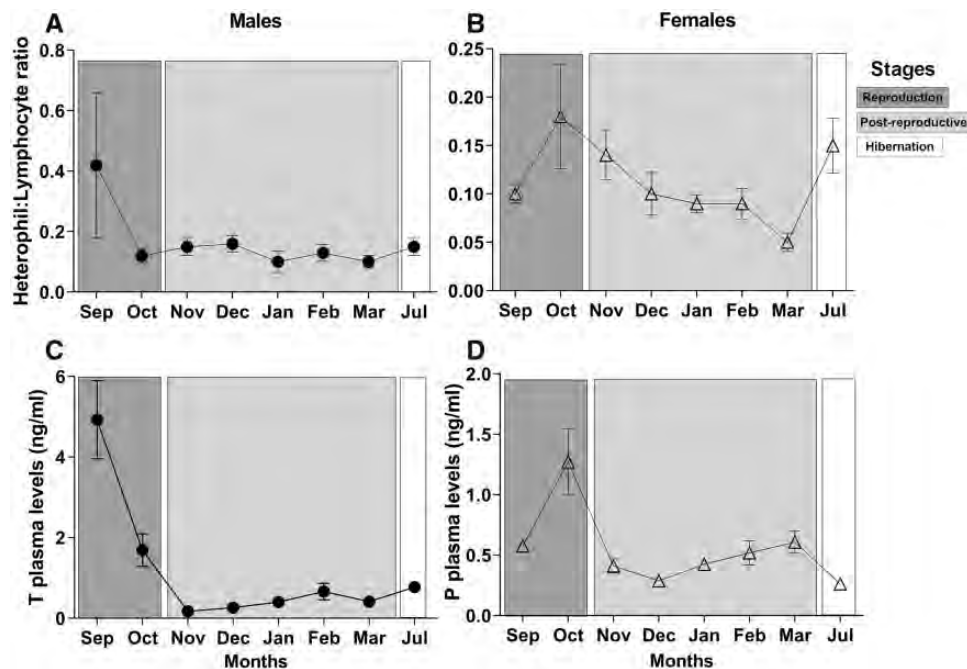 A Males B Females
Heterophil:Lymphocyte ratio
0.8
0.6
0.4
0.2
0.0
Sep Oct Nov Dec Jan Feb Mar Jul
0.25
0.20
0.15
0.10
0.05
0.00
Sep Oct Nov Dec Jan Feb Mar Jul
Stages
Reproduction
Post-reproductive
Hibernation
C
T plasma levels (ng/ml)
6
4
2
0
Sep Oct Nov Dec Jan Feb Mar Jul
Months
D
P plasma levels (ng/ml)
2.0
1.5
1.0
0.5
0.0
Sep Oct Nov Dec Jan Feb Mar Jul
Months